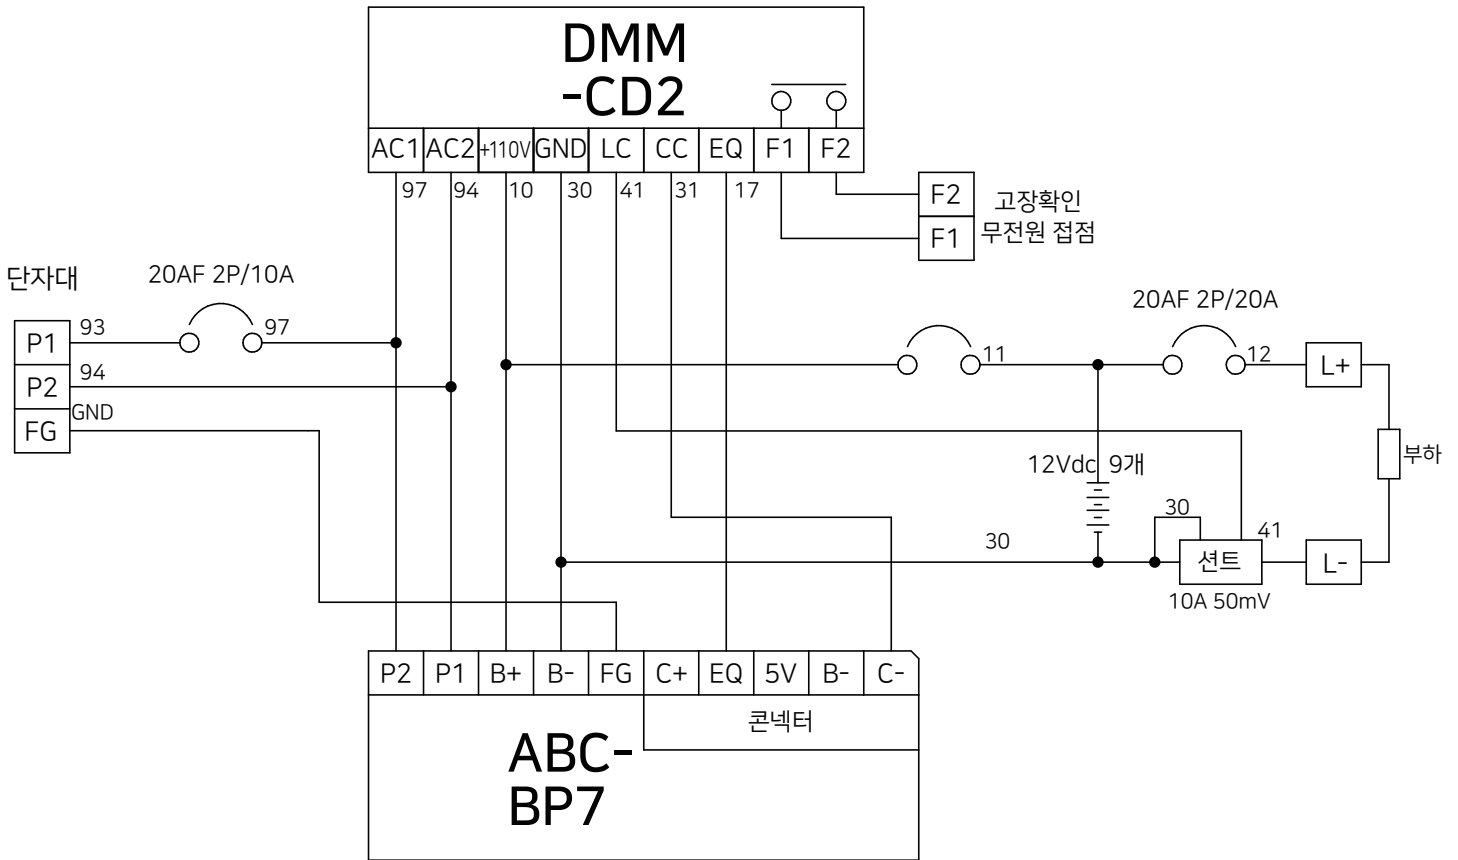 DMM
-CD2
AC1 AC2 +110V GND LC CC EQ F1 F2
97 94 10 30 41 31 17
F2
F1
고장확인
무전원 접점
단자대
20AF 2P/10A
P1 93 97
P2 94
FG GND
20AF 2P/20A
11 12
L+
부하
12Vdc 9개
30
30
션트
41
L-
10A 50mV
P2 P1 B+ B- FG C+ EQ 5V B- C-
콘넥터
ABC-
BP7